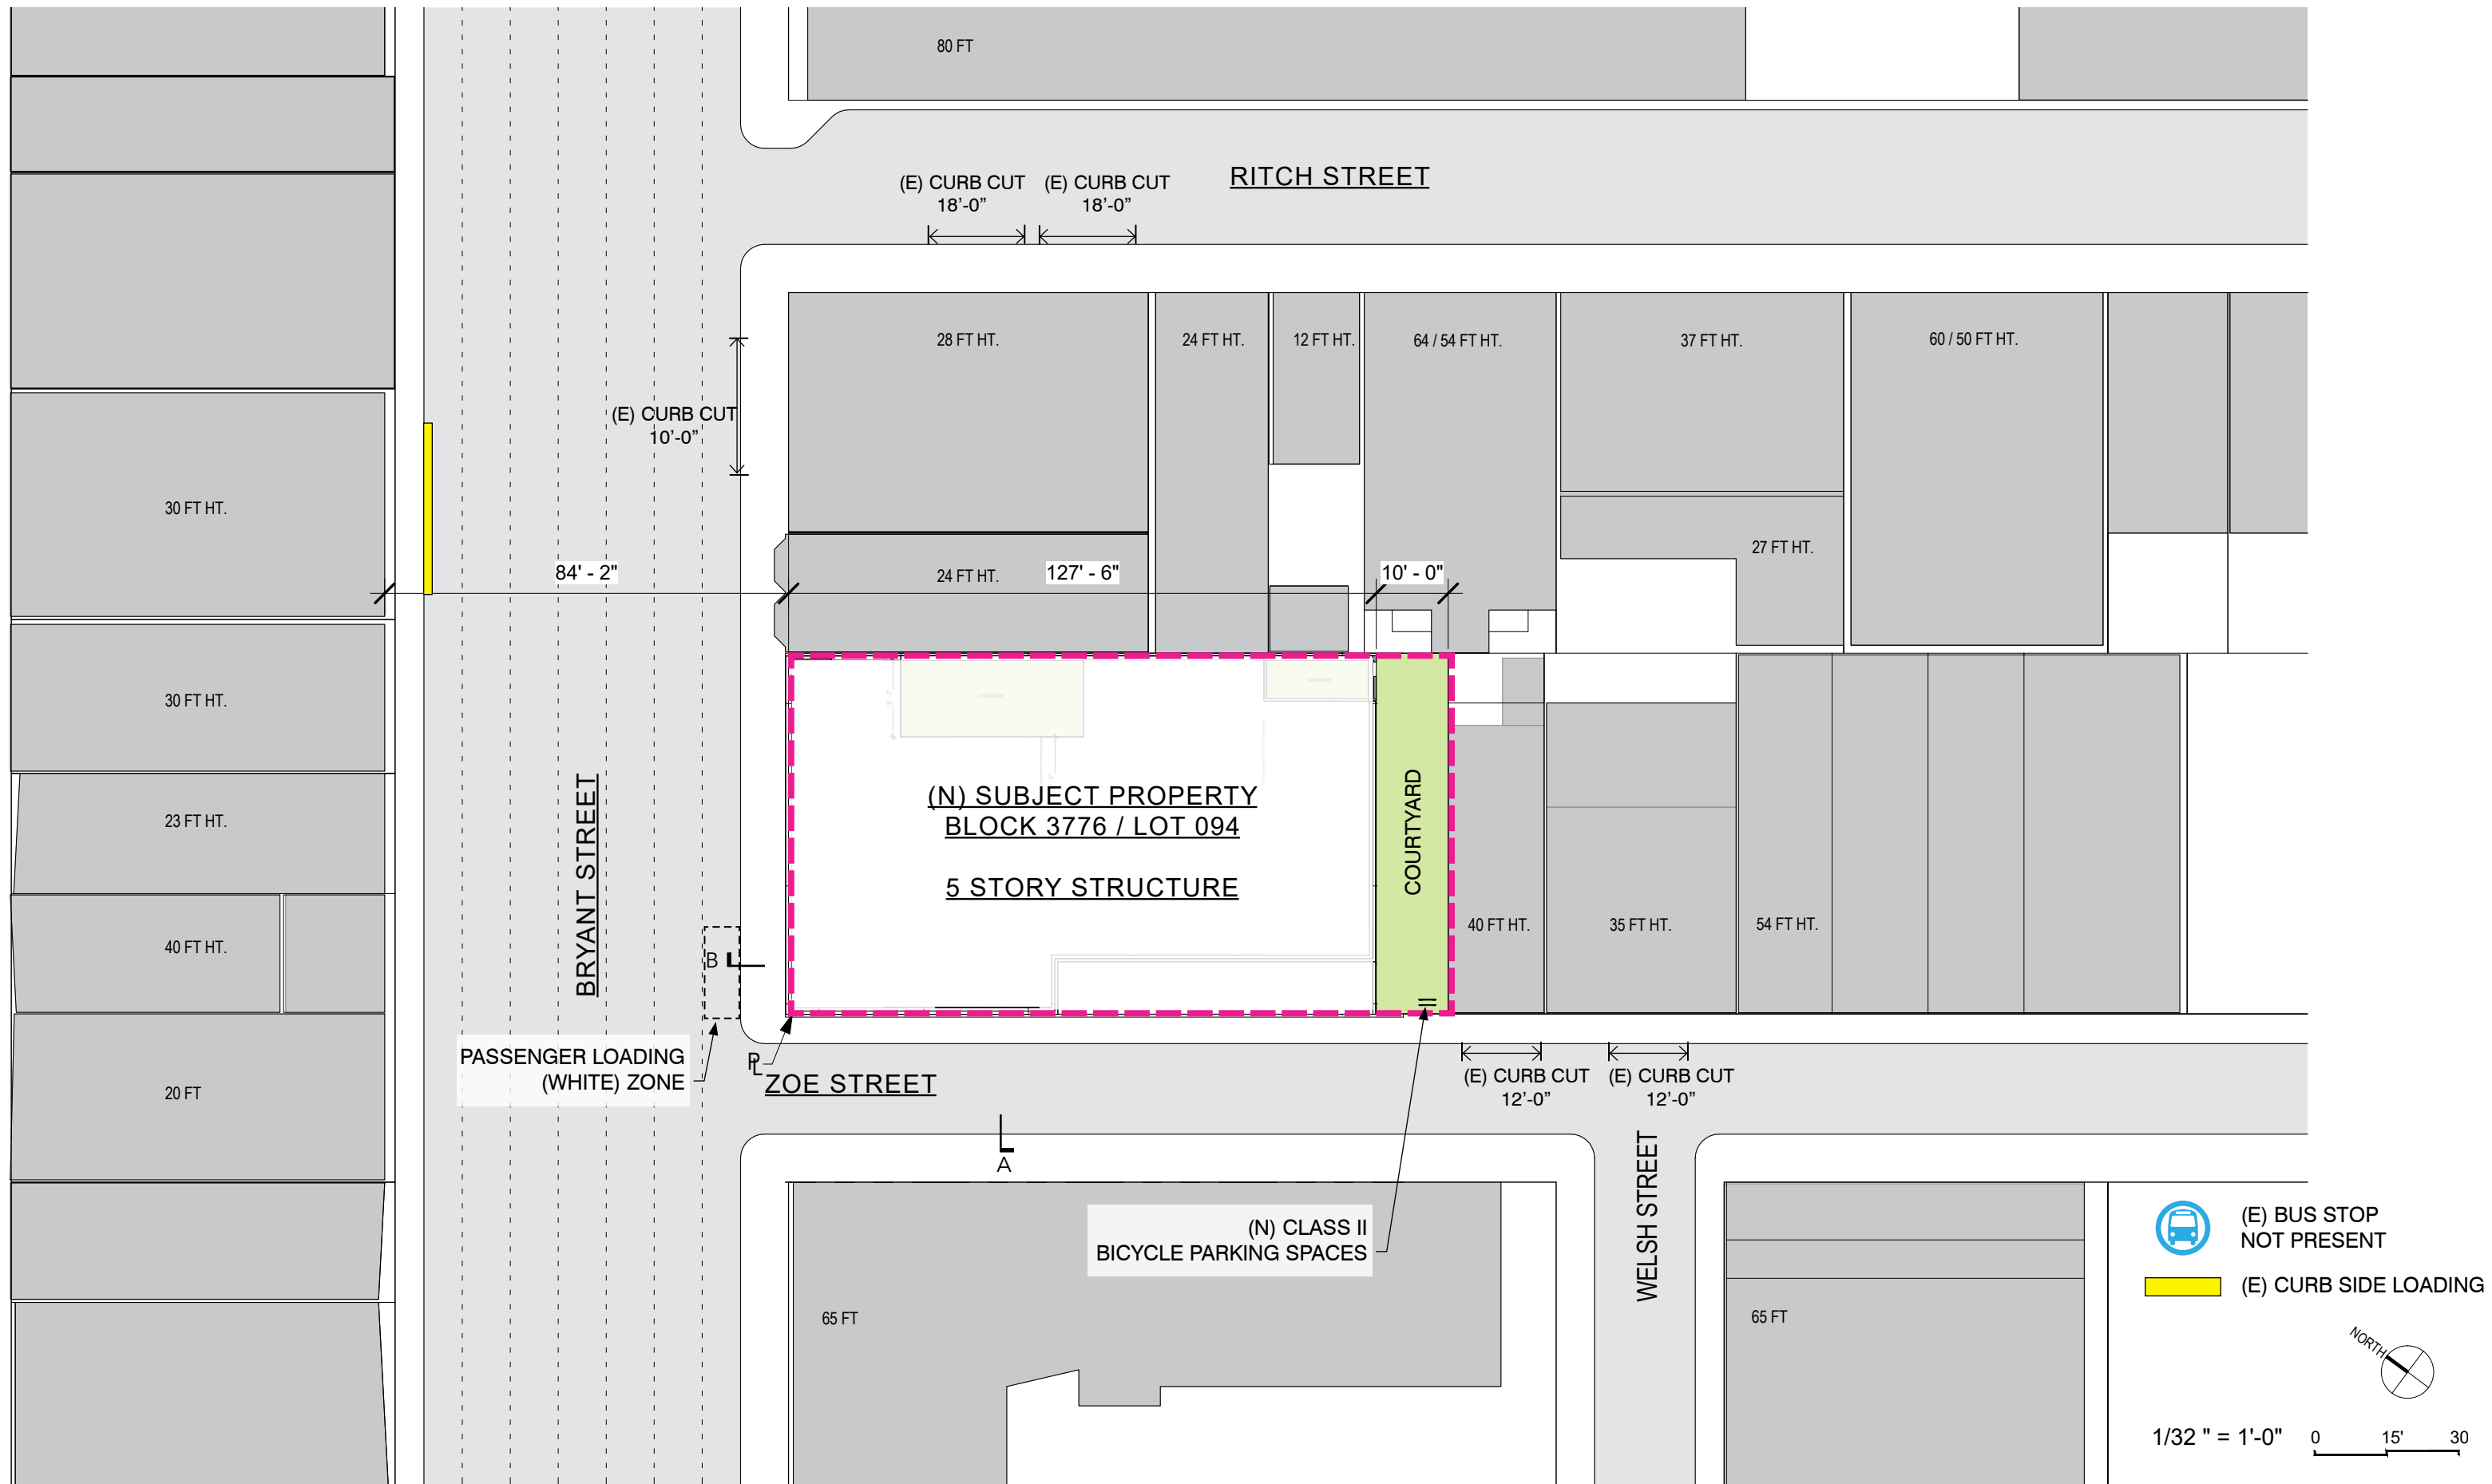 80 FT
RITCH STREET
(E) CURB CUT
18'-0”
(E) CURB CUT
18'-0”
28 FT HT.
24 FT HT.
12 FT HT.
64 / 54 FT HT.
37 FT HT.
60 / 50 FT HT.
(E) CURB CUT
10'-0”
30 FT HT.
27 FT HT.
84' - 2"
24 FT HT.
127' - 6"
10' - 0"
30 FT HT.
(N) SUBJECT PROPERTY
BLOCK 3776 / LOT 094
5 STORY STRUCTURE
COURTYARD
BRYANT STREET
23 FT HT.
40 FT HT.
40 FT HT.
35 FT HT.
54 FT HT.
B
PASSENGER LOADING
(WHITE) ZONE
PL
ZOE STREET
(E) CURB CUT
12'-0”
(E) CURB CUT
12'-0”
20 FT
A
WELSH STREET
(N) CLASS II
BICYCLE PARKING SPACES
65 FT
65 FT
(E) BUS STOP
NOT PRESENT
(E) CURB SIDE LOADING
NORTH
1/32 " = 1'-0"
0 15' 30